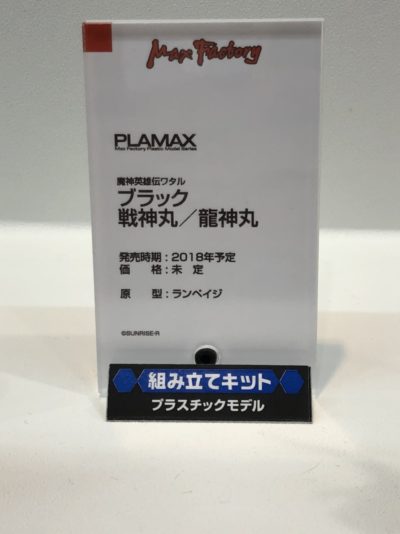 Max Factory
PLAMAX
Max Factory Plastic Model Series
魔神英雄伝ワタル
ブラック
戦神丸／龍神丸
発売時期：2018年予定
価　格：未 定
原　型：ランペイジ
©SUNRISE・R
組み立てキット
プラスチックモデル